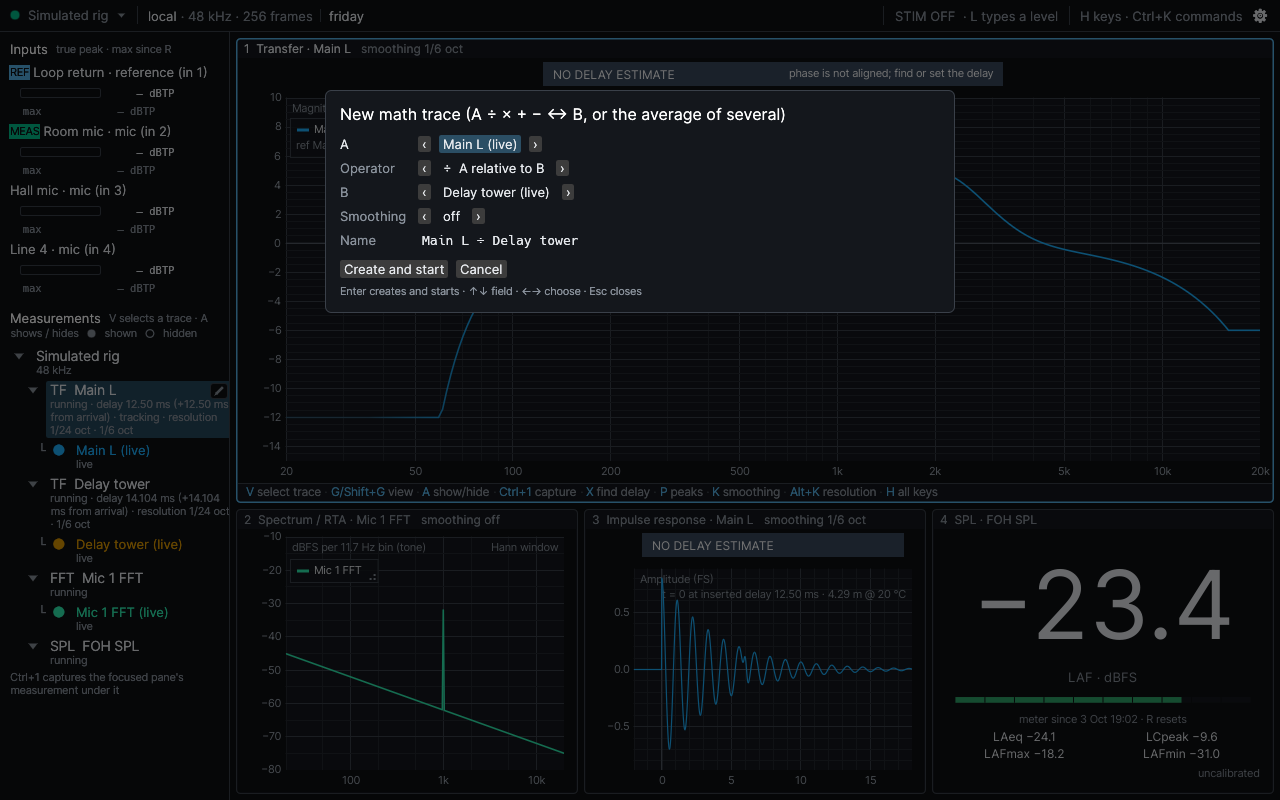 Simulated rig
local · 48 kHz · 256 frames
friday
STIM OFF · L types a level
H keys · Ctrl+K commands
Inputs true peak · max since R
REF Loop return · reference (in 1)
– dBTP
max – dBTP
MEAS Room mic · mic (in 2)
– dBTP
max – dBTP
Hall mic · mic (in 3)
– dBTP
max – dBTP
Line 4 · mic (in 4)
– dBTP
max – dBTP
Measurements V selects a trace · A
shows / hides shown hidden
Simulated rig
48 kHz
TF Main L
running · delay 12.50 ms (+12.50 ms
from arrival) · tracking · resolution
1/24 oct · 1/6 oct
Main L (live)
live
TF Delay tower
running · delay 14.104 ms (+14.104
ms from arrival) · resolution 1/24 oct
· 1/6 oct
Delay tower (live)
live
FFT Mic 1 FFT
running
Mic 1 FFT (live)
live
SPL FOH SPL
running
Ctrl+1 captures the focused pane's
measurement under it
1 Transfer · Main L smoothing 1/6 oct
NO DELAY ESTIMATE phase is not aligned; find or set the delay
New math trace (A ÷ × + − ↔ B, or the average of several)
A ‹ Main L (live) ›
Operator ‹ ÷ A relative to B ›
B ‹ Delay tower (live) ›
Smoothing ‹ off ›
Name Main L ÷ Delay tower
Create and start Cancel
Enter creates and starts · ↑↓ field · ←→ choose · Esc closes
10
8
6
4
2
0
−2
−4
−6
−8
−10
−12
−14
20 50 100 200 500 1k 2k 5k 10k 20k
V select trace · G/Shift+G view · A show/hide · Ctrl+1 capture · X find delay · P peaks · K smoothing · Alt+K resolution · H all keys
2 Spectrum / RTA · Mic 1 FFT smoothing off
dBFS per 11.7 Hz bin (tone) Hann window
Mic 1 FFT
−10
−20
−30
−40
−50
−60
−70
−80
100 1k 10k
3 Impulse response · Main L smoothing 1/6 oct
NO DELAY ESTIMATE
Amplitude (FS)
t = 0 at inserted delay 12.50 ms · 4.29 m @ 20 °C
0.5
0.0
−0.5
0 5 10 15
4 SPL · FOH SPL
−23.4
LAF · dBFS
meter since 3 Oct 19:02 · R resets
LAeq −24.1 LCpeak −9.6
LAFmax −18.2 LAFmin −31.0
uncalibrated